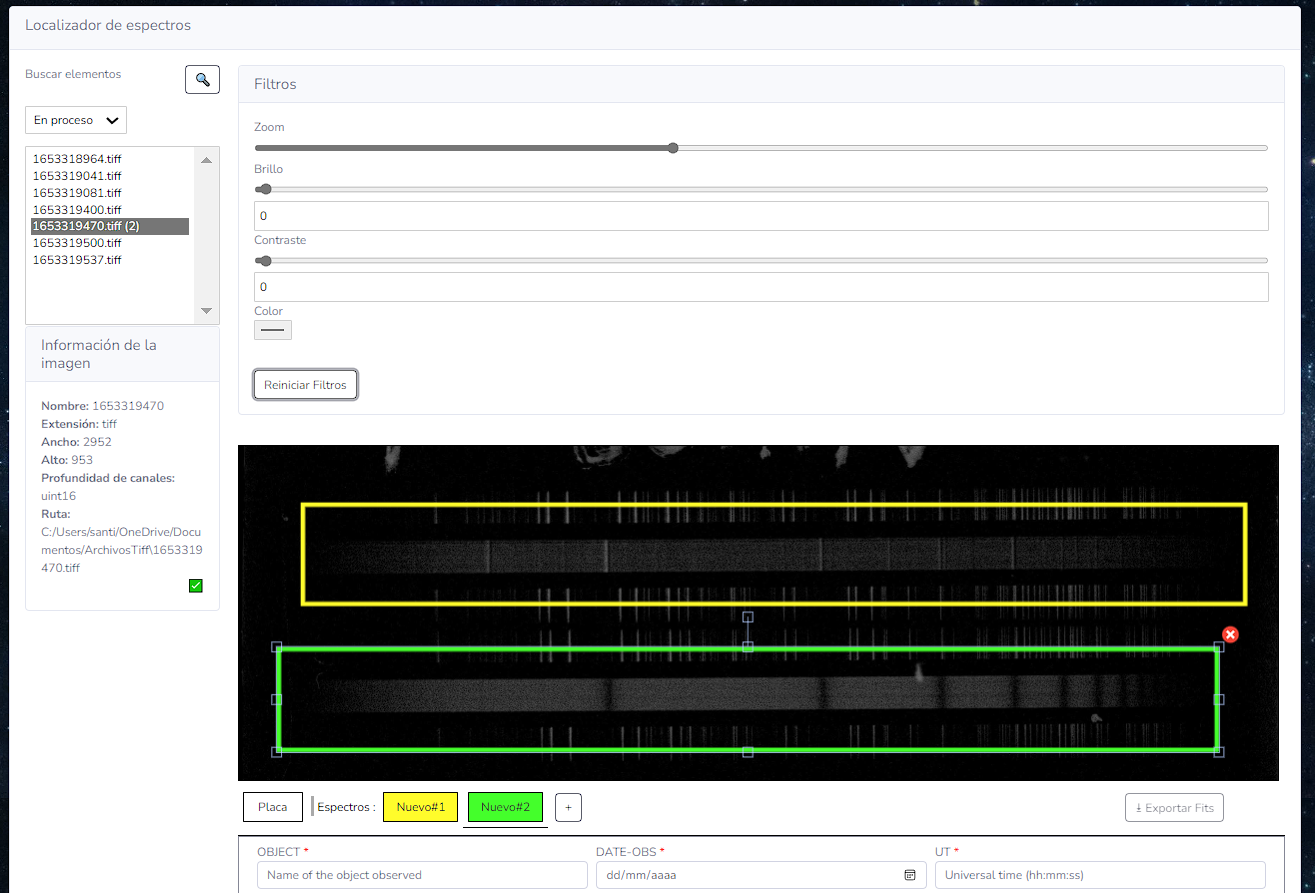 Localizador de espectros
Buscar elementos
En proceso
1653318964.tiff
1653319041.tiff
1653319081.tiff
1653319400.tiff
1653319470.tiff (2)
1653319500.tiff
1653319537.tiff
Información de la
imagen
Nombre: 1653319470
Extensión: tiff
Ancho: 2952
Alto: 953
Profundidad de canales:
uint16
Ruta:
C:/Users/santi/OneDrive/Docu
mentos/ArchivosTiff\1653319
470.tiff
Filtros
Zoom
Brillo
0
Contraste
0
Color
Reiniciar Filtros
Placa
Espectros :
Nuevo#1
Nuevo#2
+
Exportar Fits
OBJECT *
Name of the object observed
DATE-OBS *
dd/mm/aaaa
UT *
Universal time (hh:mm:ss)